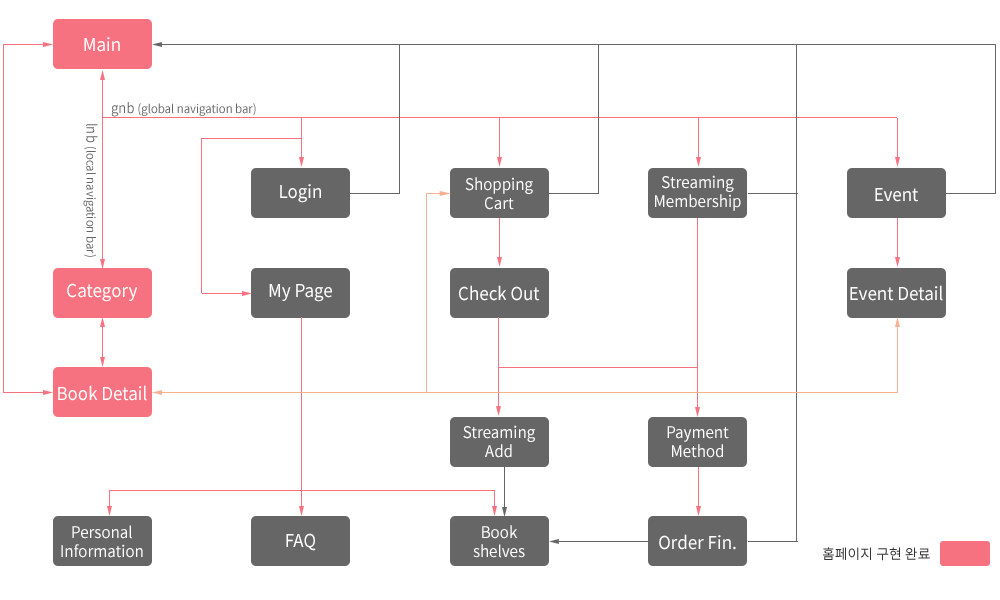 Main
gnb (global navigation bar)
lnb (local navigation bar)
Login
Shopping
Cart
Streaming
Membership
Event
Category
My Page
Check Out
Event Detail
Book Detail
Streaming
Add
Payment
Method
Personal
Information
FAQ
Book
shelves
Order Fin.
홈페이지 구현 완료